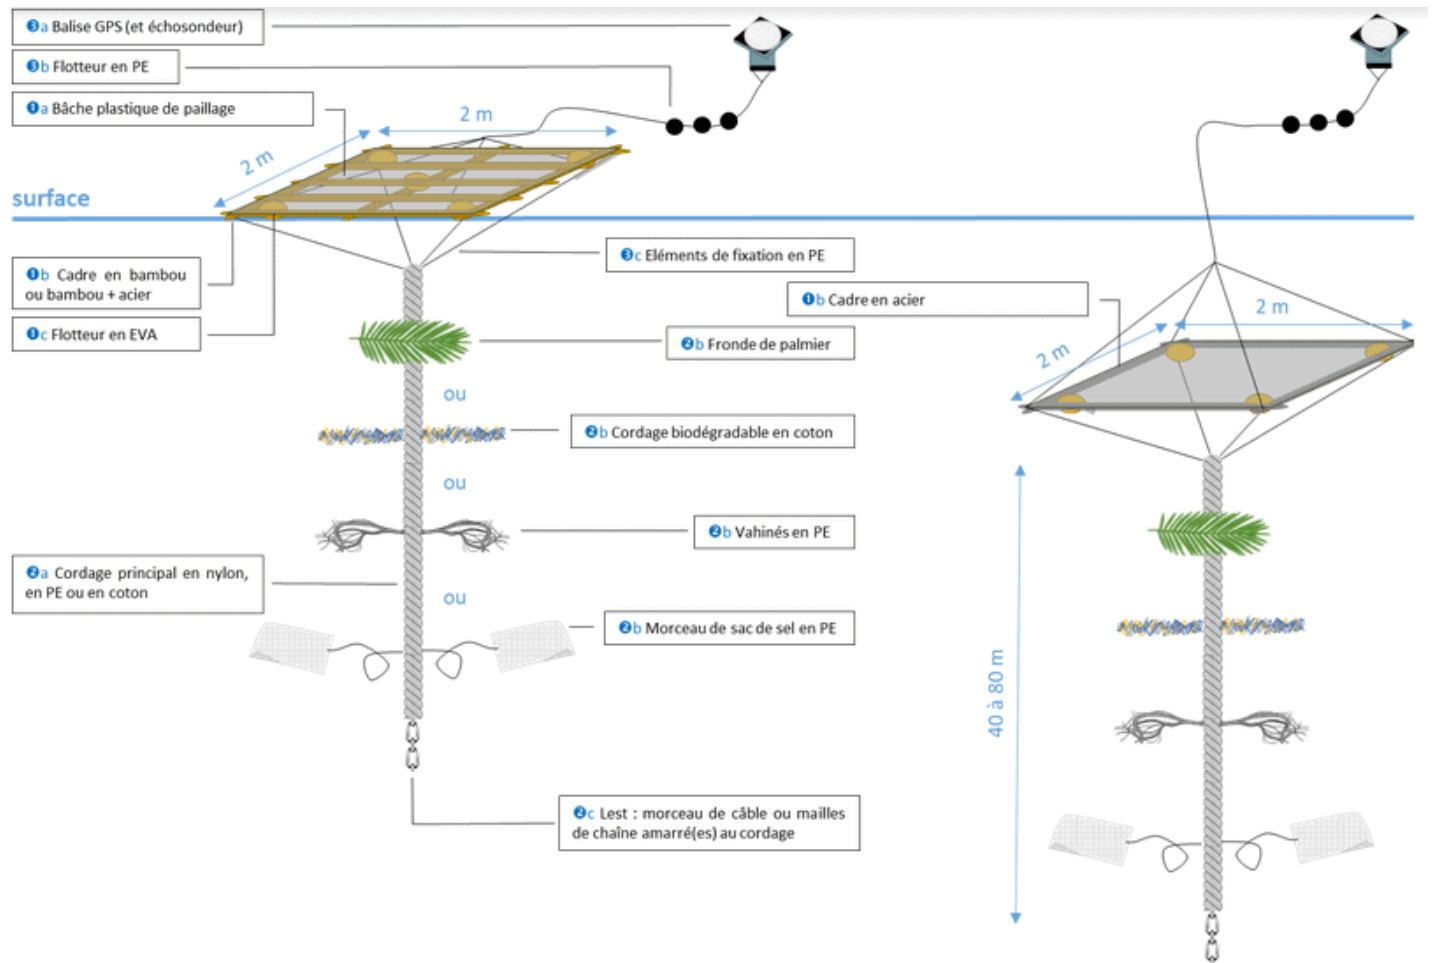 ❸a Balise GPS (et échosondeur)
❸b Flotteur en PE
❶a Bâche plastique de paillage
2 m
2 m
surface
❸c Eléments de fixation en PE
❶b Cadre en bambou
ou bambou + acier
❶b Cadre en acier
2 m
2 m
❶c Flotteur en EVA
❷b Fronde de palmier
ou
❷b Cordage biodégradable en coton
ou
❷b Vahinés en PE
❷a Cordage principal en nylon,
en PE ou en coton
ou
❷b Morceau de sac de sel en PE
40 à 80 m
❷c Lest : morceau de câble ou mailles
de chaîne amarré(es) au cordage